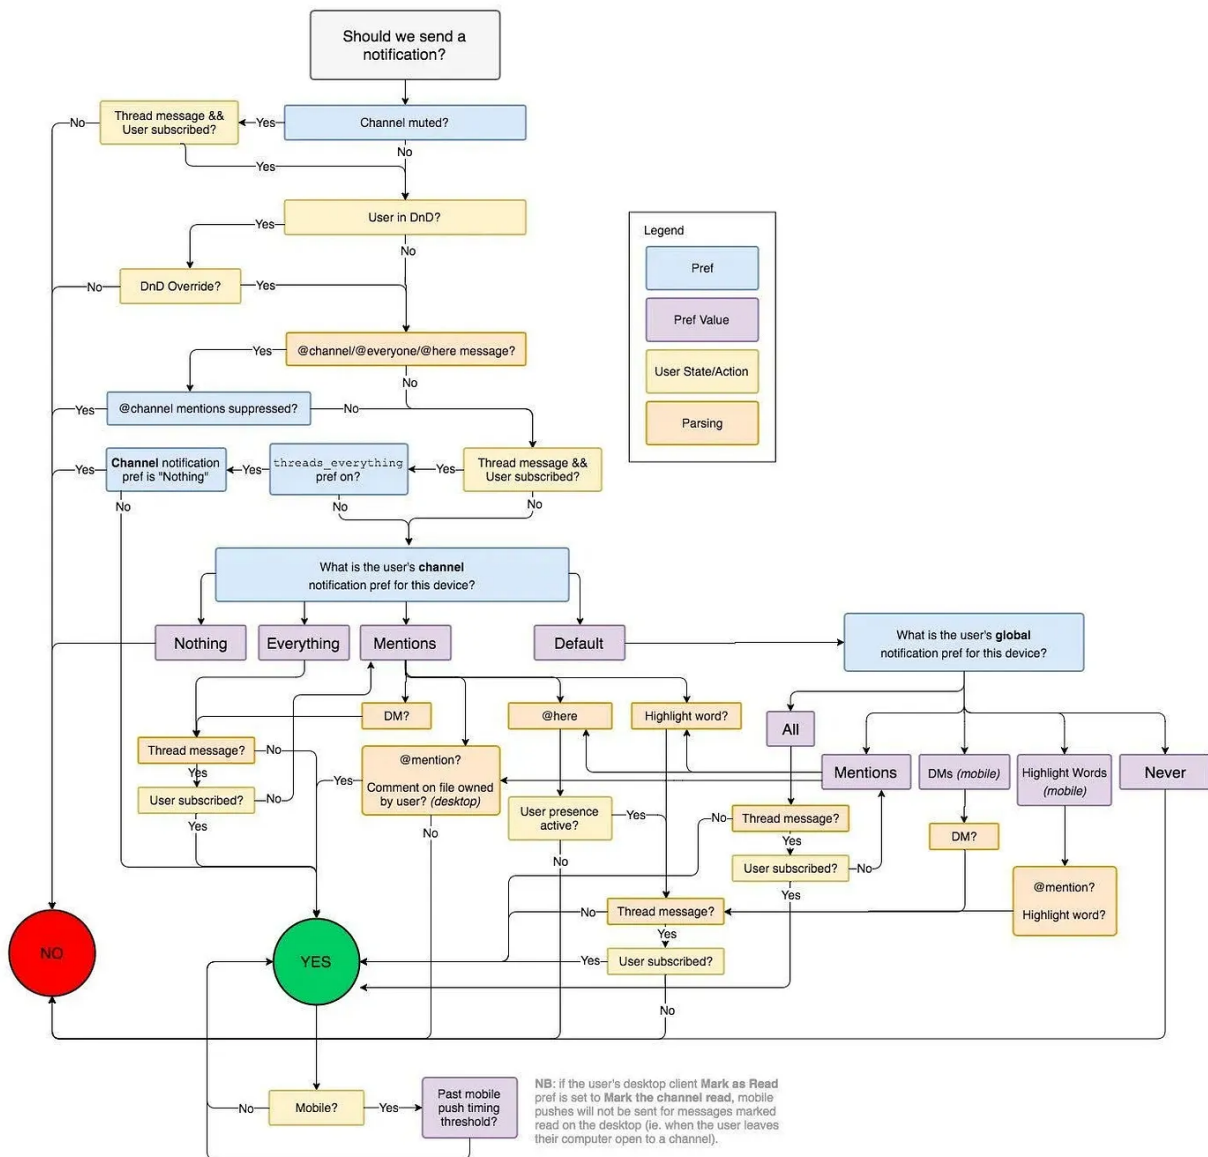 Should we send a
notification?
Thread message &&
User subscribed?
No
Yes
Channel muted?
No
Yes
User in DnD?
Yes
No
DnD Override?
No
Yes
@channel/@everyone/@here message?
Yes
No
@channel mentions suppressed?
Yes
No
Channel notification
pref is "Nothing"
Yes
Yes
threads_everything
pref on?
Yes
Thread message &&
User subscribed?
No
No
No
Legend
Pref
Pref Value
User State/Action
Parsing
What is the user's channel
notification pref for this device?
Nothing
Everything
Mentions
Default
What is the user's global
notification pref for this device?
DM?
@here
Highlight word?
All
Thread message?
No
Yes
User subscribed?
No
Yes
@mention?
Comment on file owned
by user? (desktop)
Yes
No
User presence
active?
Yes
No
Mentions
DMs (mobile)
Highlight Words
(mobile)
Never
No
Thread message?
Yes
User subscribed?
No
Yes
DM?
@mention?
Highlight word?
No
Thread message?
Yes
Yes
User subscribed?
No
NO
YES
Mobile?
No
Yes
Past mobile
push timing
threshold?
NB: if the user's desktop client Mark as Read
pref is set to Mark the channel read, mobile
pushes will not be sent for messages marked
read on the desktop (ie. when the user leaves
their computer open to a channel).